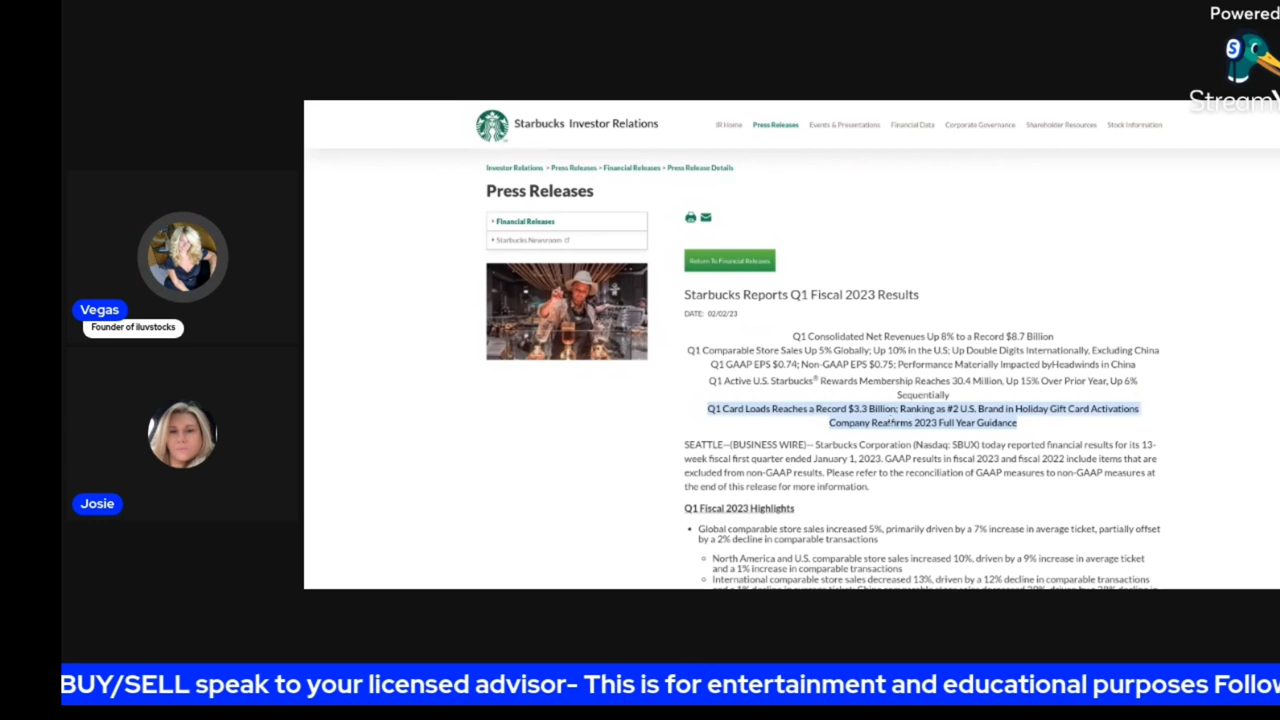 Powered
StreamY
Starbucks Investor Relations
IR Home Press Releases Events & Presentations Financial Data Corporate Governance Shareholder Resources Stock Information
Investor Relations > Press Releases > Financial Releases > Press Release Details
Press Releases
Financial Releases
Starbucks Newsroom
Return To Financial Releases
Starbucks Reports Q1 Fiscal 2023 Results
DATE: 02/02/23
Q1 Consolidated Net Revenues Up 8% to a Record $8.7 Billion
Q1 Comparable Store Sales Up 5% Globally; Up 10% in the U.S; Up Double Digits Internationally, Excluding China
Q1 GAAP EPS $0.74; Non-GAAP EPS $0.75; Performance Materially Impacted byHeadwinds in China
Q1 Active U.S. Starbucks® Rewards Membership Reaches 30.4 Million, Up 15% Over Prior Year, Up 6%
Sequentially
Q1 Card Loads Reaches a Record $3.3 Billion; Ranking as #2 U.S. Brand in Holiday Gift Card Activations
Company Reaffirms 2023 Full Year Guidance
SEATTLE--(BUSINESS WIRE)-- Starbucks Corporation (Nasdaq: SBUX) today reported financial results for its 13-
week fiscal first quarter ended January 1, 2023. GAAP results in fiscal 2023 and fiscal 2022 include items that are
excluded from non-GAAP results. Please refer to the reconciliation of GAAP measures to non-GAAP measures at
the end of this release for more information.
Q1 Fiscal 2023 Highlights
Global comparable store sales increased 5%, primarily driven by a 7% increase in average ticket, partially offset
by a 2% decline in comparable transactions
North America and U.S. comparable store sales increased 10%, driven by a 9% increase in average ticket
and a 1% increase in comparable transactions
International comparable store sales decreased 13%, driven by a 12% decline in comparable transactions
Vegas
Founder of iluvstocks
Josie
BUY/SELL speak to your licensed advisor- This is for entertainment and educational purposes Follow